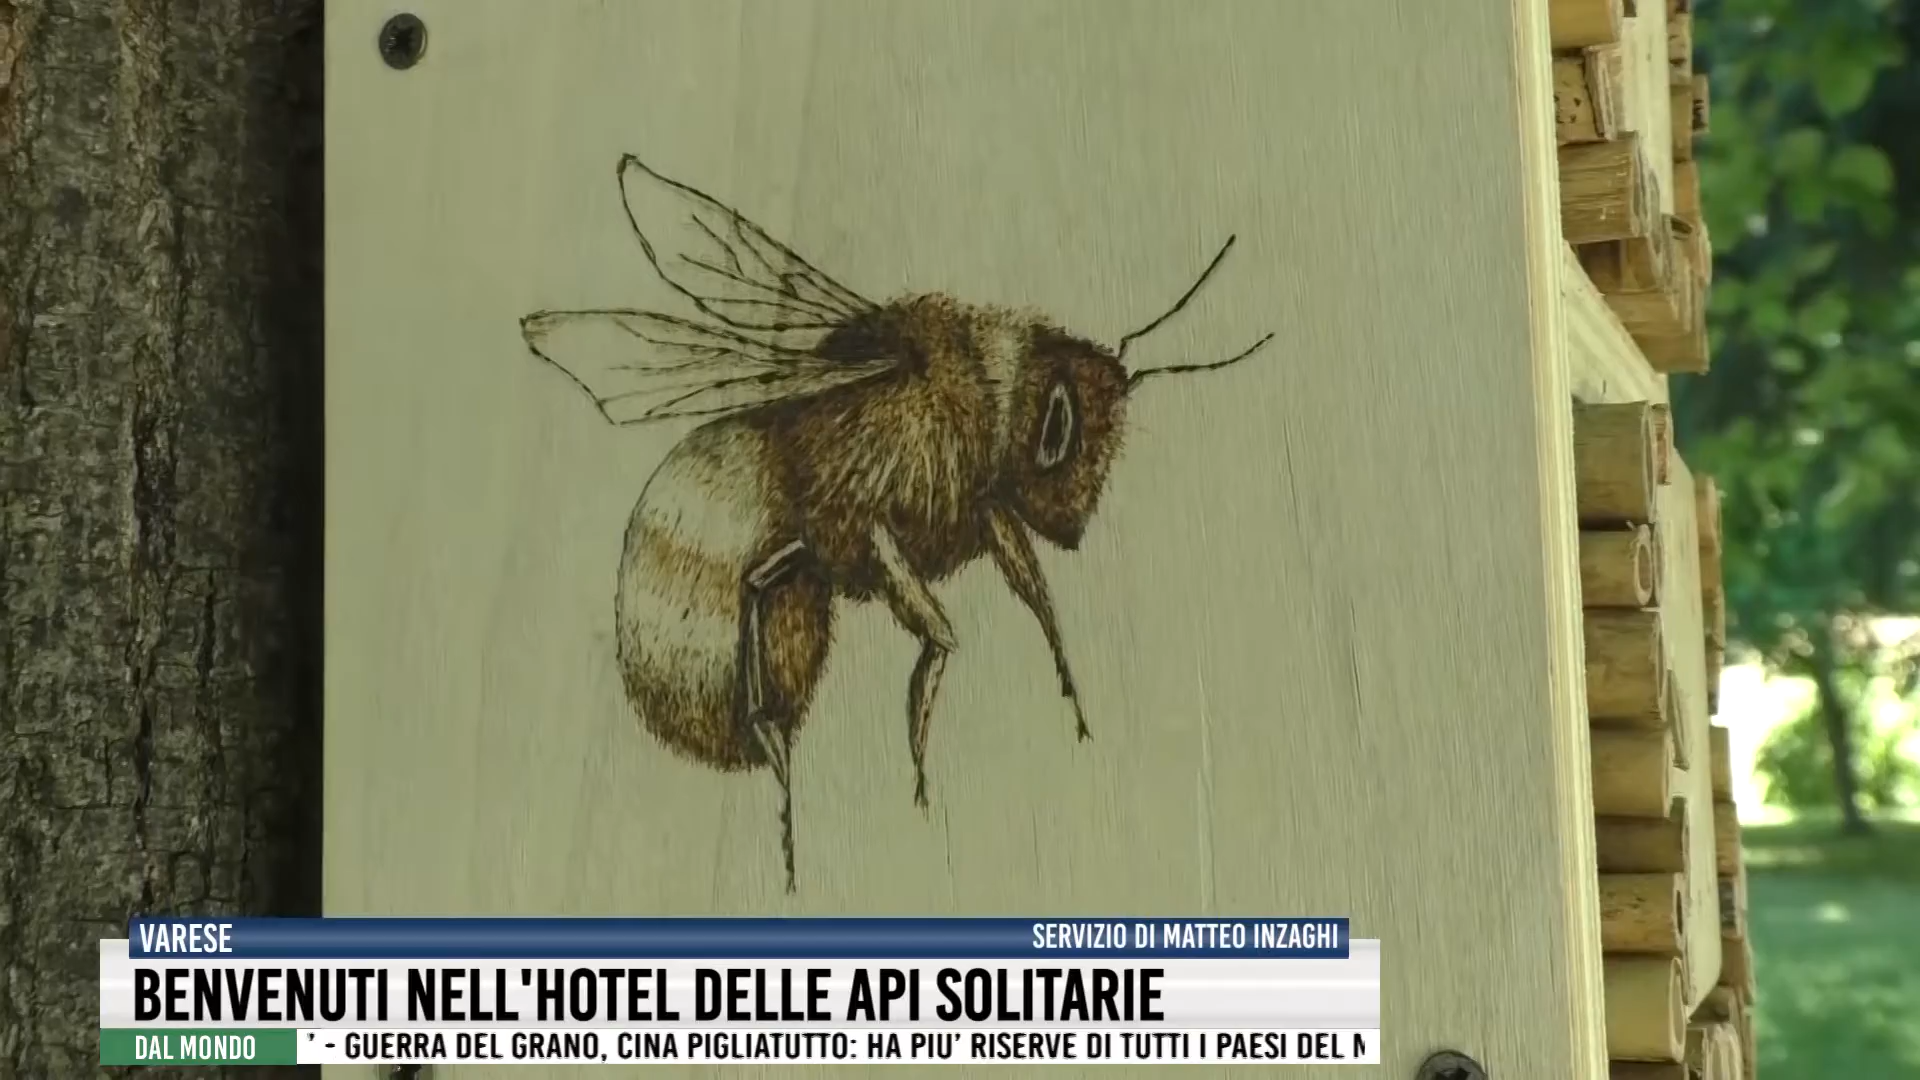 VARESE
SERVIZIO DI MATTEO INZAGHI
BENVENUTI NELL'HOTEL DELLE API SOLITARIE
DAL MONDO
’ - GUERRA DEL GRANO, CINA PIGLIATUTTO: HA PIU’ RISERVE DI TUTTI I PAESI DEL